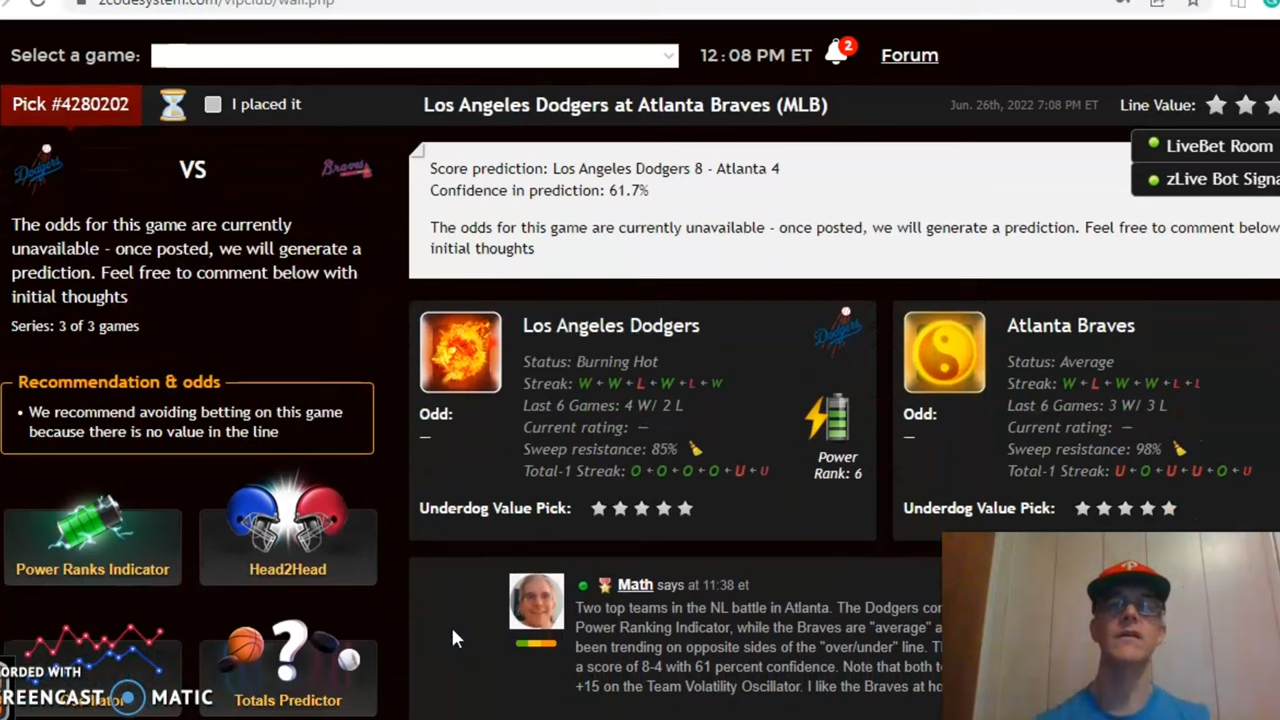 zcodesystem.com/vipclub/wall.php
Select a game:
12:08 PM ET
2
Forum
Pick #4280202
I placed it
Los Angeles Dodgers at Atlanta Braves (MLB)
Jun. 26th, 2022 7:08 PM ET
Line Value:
Dodgers
VS
Braves
The odds for this game are currently
unavailable - once posted, we will generate a
prediction. Feel free to comment below with
initial thoughts
Series: 3 of 3 games
Score prediction: Los Angeles Dodgers 8 - Atlanta 4
Confidence in prediction: 61.7%
The odds for this game are currently unavailable - once posted, we will generate a prediction. Feel free to comment below
initial thoughts
LiveBet Room
zLive Bot Signa
Recommendation & odds
• We recommend avoiding betting on this game
because there is no value in the line
Los Angeles Dodgers
Status: Burning Hot
Streak: W ← W ← L ← W ← L ← W
Last 6 Games: 4 W/ 2 L
Current rating: —
Sweep resistance: 85%
Total-1 Streak: O ← O ← O ← O ← U ← U
Odd:
—
Power
Rank: 6
Underdog Value Pick:
Atlanta Braves
Status: Average
Streak: W ← L ← W ← W ← L ← L
Last 6 Games: 3 W/ 3 L
Current rating: —
Sweep resistance: 98%
Total-1 Streak: U ← O ← U ← U ← O ← U
Odd:
—
Underdog Value Pick:
Power Ranks Indicator
Head2Head
Totals Predictor
Math says at 11:38 et
Two top teams in the NL battle in Atlanta. The Dodgers con
Power Ranking Indicator, while the Braves are "average" a
been trending on opposite sides of the "over/under" line. T
a score of 8-4 with 61 percent confidence. Note that both t
+15 on the Team Volatility Oscillator. I like the Braves at ho
ORDED WITH
REENCAST MATIC
P